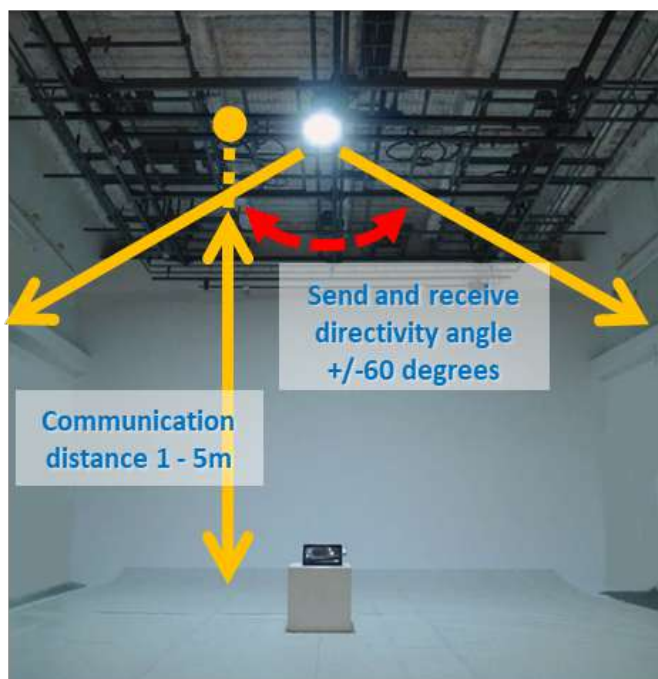 Send and receive
directivity angle
+/-60 degrees
Communication
distance 1 - 5m